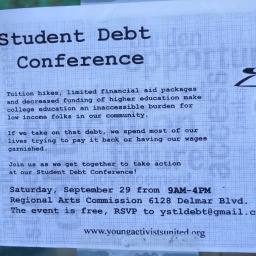 Student Debt
Conference
Tuition hikes, limited financial aid packages
and decreased funding of higher education make
college education an inaccessible burden for
low income folks in our community.
If we take on that debt, we spend most of our
lives trying to pay it back or having our wages
garnished.
Join us as we get together to take action
at our Student Debt Conference!
Saturday, September 29 from 9AM-4PM
Regional Arts Commission 6128 Delmar Blvd.
The event is free, RSVP to ystldebt@gmail.c
www.youngactivistsunited.org